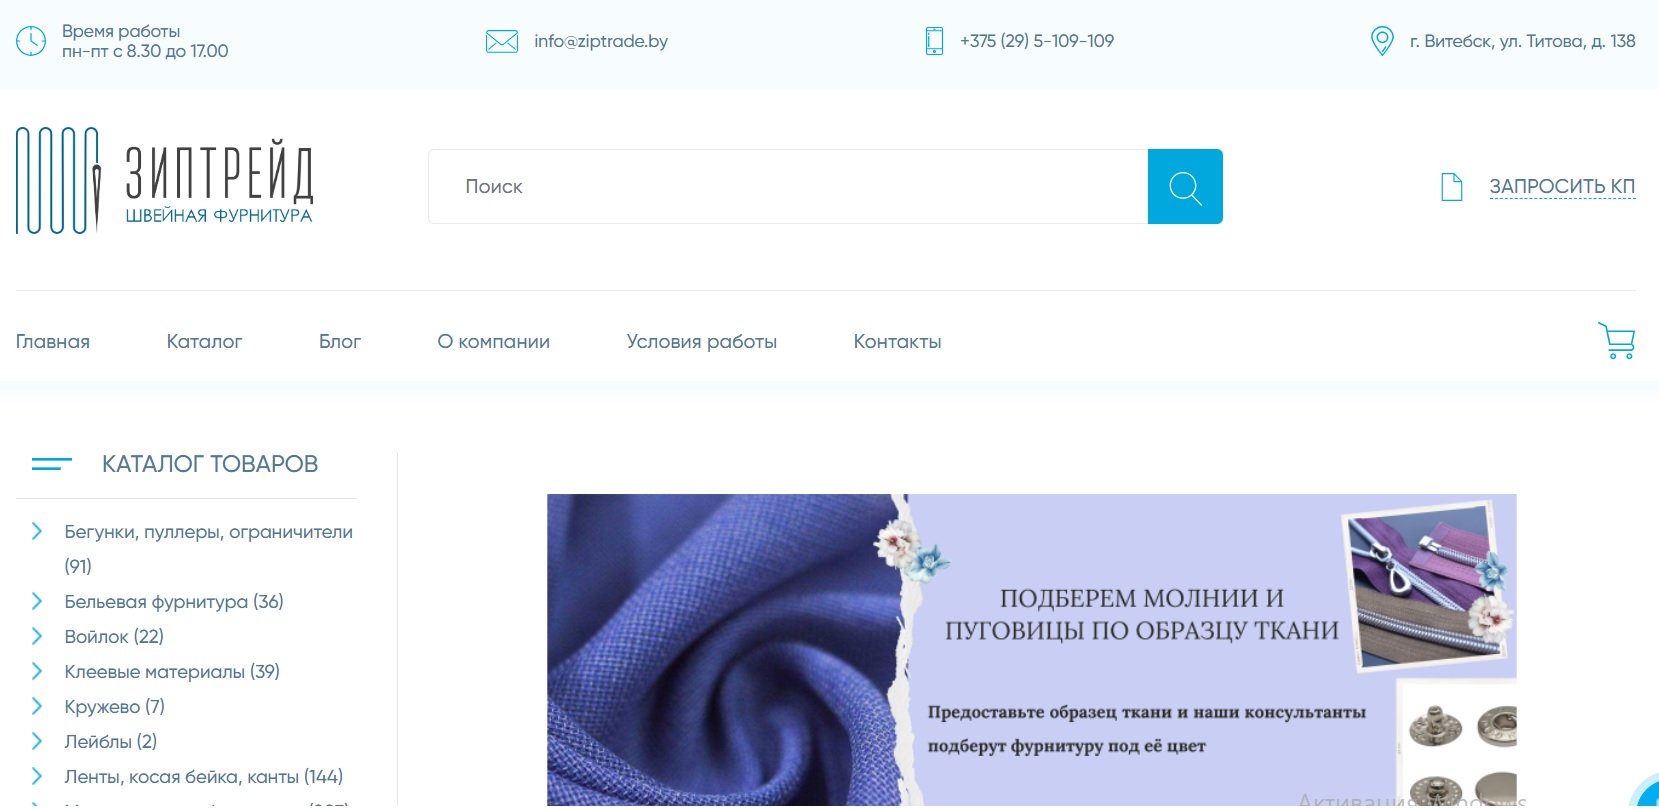 Время работы
пн-пт с 8.30 до 17.00
info@ziptrade.by
+375 (29) 5-109-109
г. Витебск, ул. Титова, д. 138
ЗИПТРЕЙД
ШВЕЙНАЯ ФУРНИТУРА
Поиск
ЗАПРОСИТЬ КП
Главная
Каталог
Блог
О компании
Условия работы
Контакты
КАТАЛОГ ТОВАРОВ
Бегунки, пуллеры, ограничители
(91)
Бельевая фурнитура (36)
Войлок (22)
Клеевые материалы (39)
Кружево (7)
Лейблы (2)
Ленты, косая бейка, канты (144)
ПОДБЕРЕМ МОЛНИИ И
ПУГОВИЦЫ ПО ОБРАЗЦУ ТКАНИ
Предоставьте образец ткани и наши консультанты
подберут фурнитуру под её цвет
Активация Windows